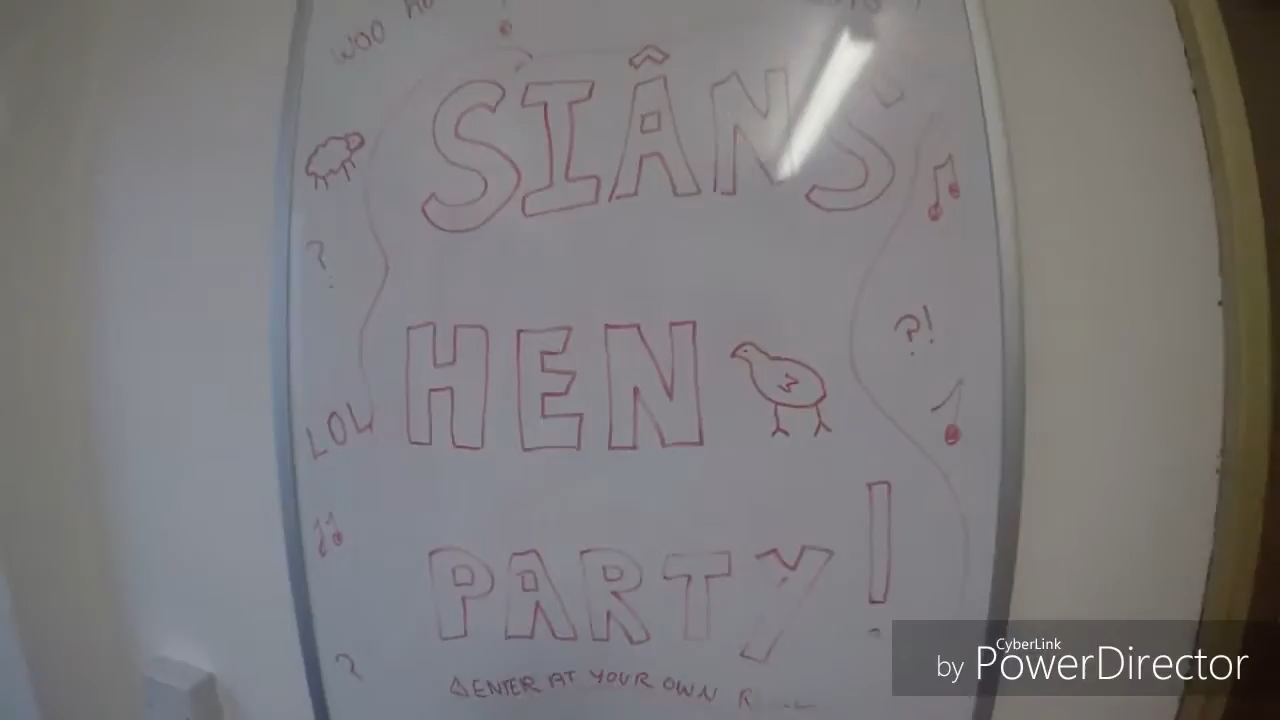 WOO
SIÂNS
?
HEN
?!
LOL
PARTY!
?
ENTER AT YOUR OWN
CyberLink
by PowerDirector